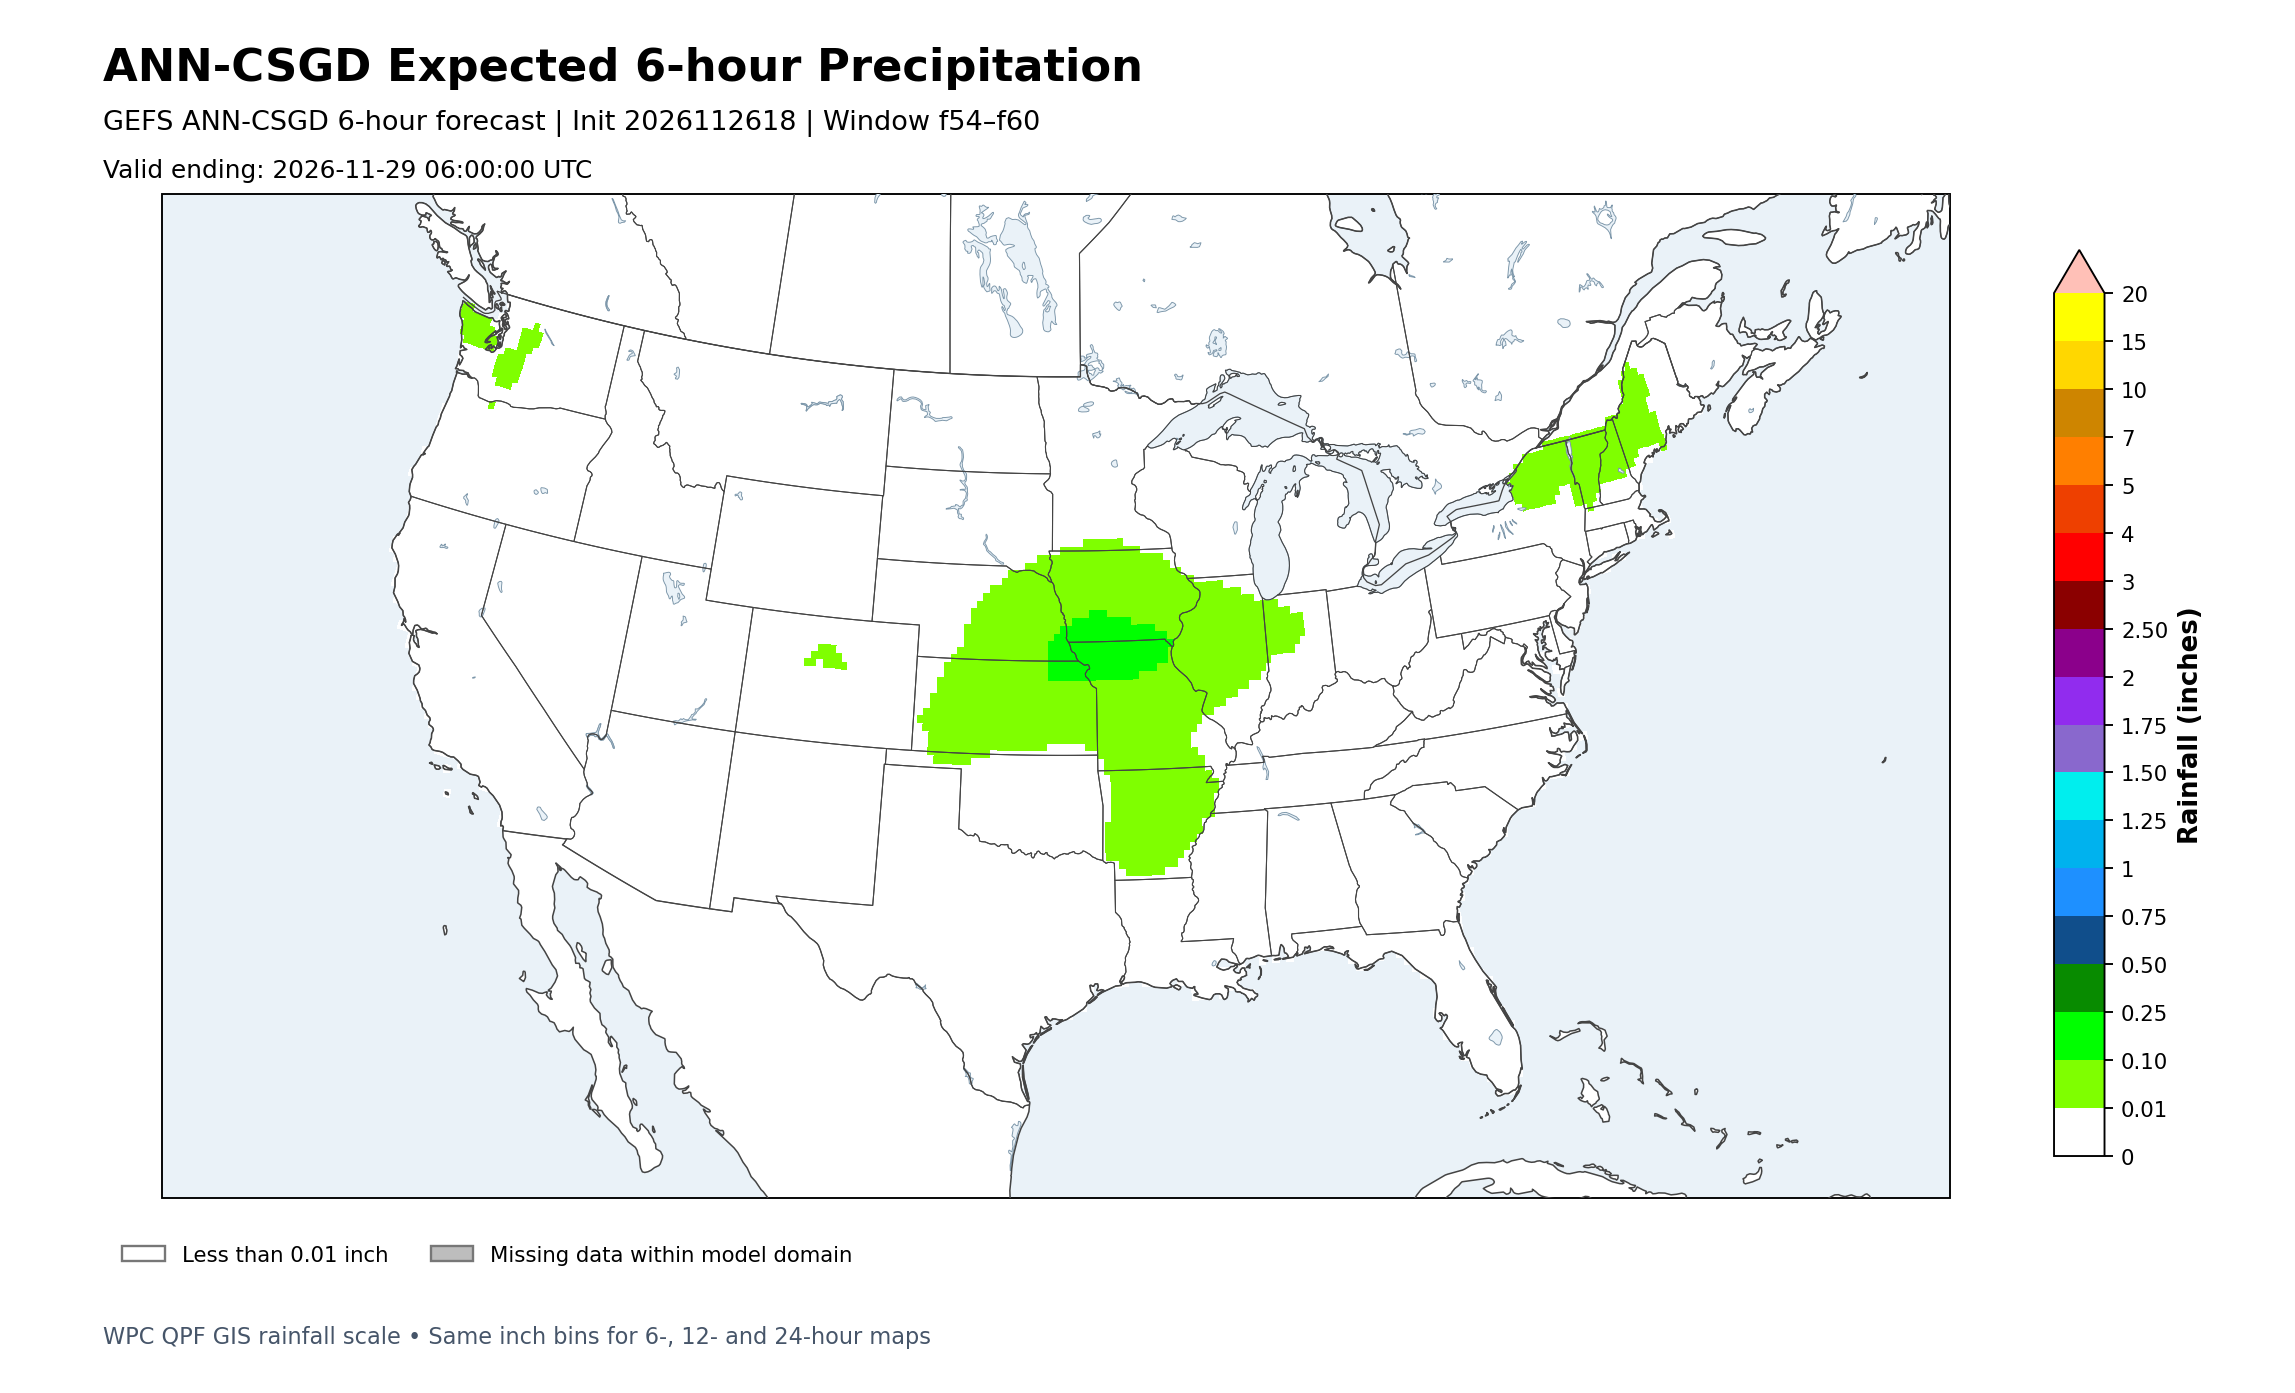 ANN-CSGD Expected 6-hour Precipitation
GEFS ANN-CSGD 6-hour forecast | Init 2026112618 | Window f54–f60
Valid ending: 2026-11-29 06:00:00 UTC
20
15
10
7
5
4
3
2.50
2
1.75
1.50
1.25
1
0.75
0.50
0.25
0.10
0.01
0
Rainfall (inches)
Less than 0.01 inch
Missing data within model domain
WPC QPF GIS rainfall scale • Same inch bins for 6-, 12- and 24-hour maps